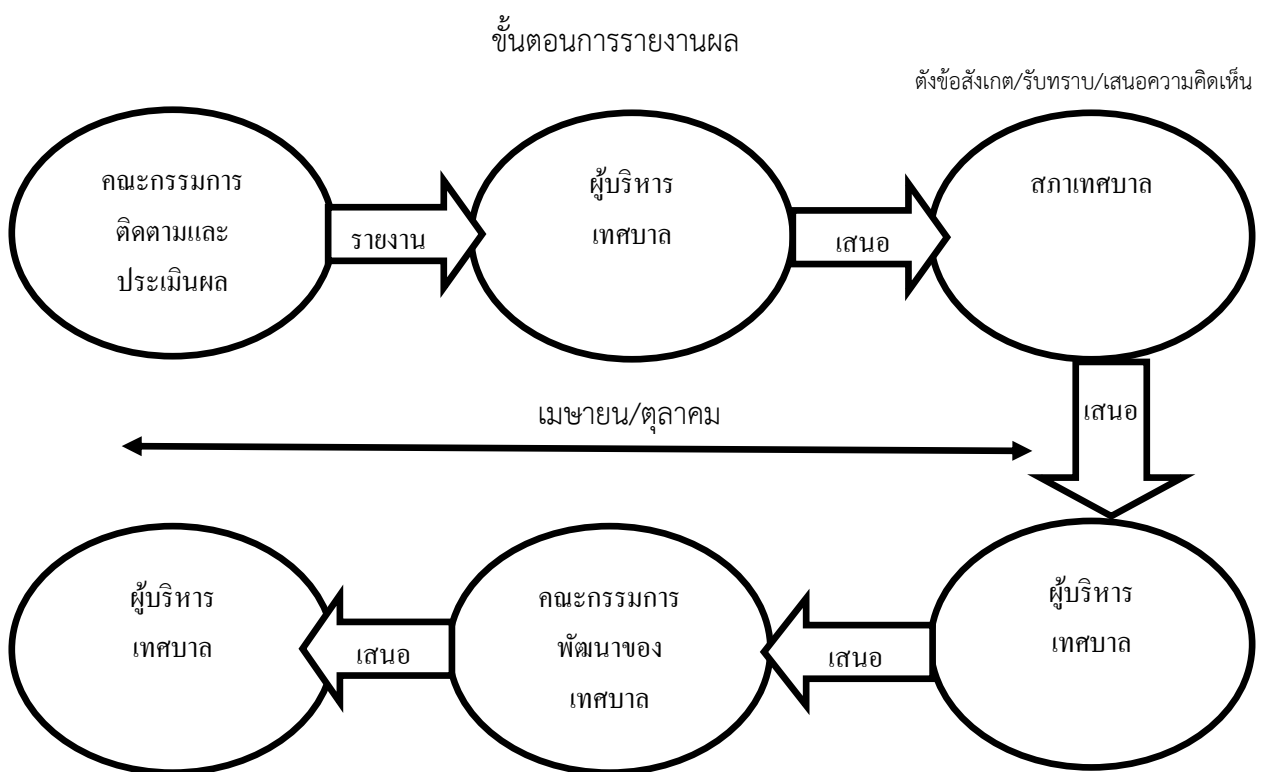 ขั้นตอนการรายงานผล
ตังข้อสังเกต/รับทราบ/เสนอความคิดเห็น
คณะกรรมการ
ติดตามและ
ประเมินผล
รายงาน
ผู้บริหาร
เทศบาล
เสนอ
สภาเทศบาล
เสนอ
เมษายน/ตุลาคม
ผู้บริหาร
เทศบาล
เสนอ
คณะกรรมการ
พัฒนาของ
เทศบาล
เสนอ
ผู้บริหาร
เทศบาล